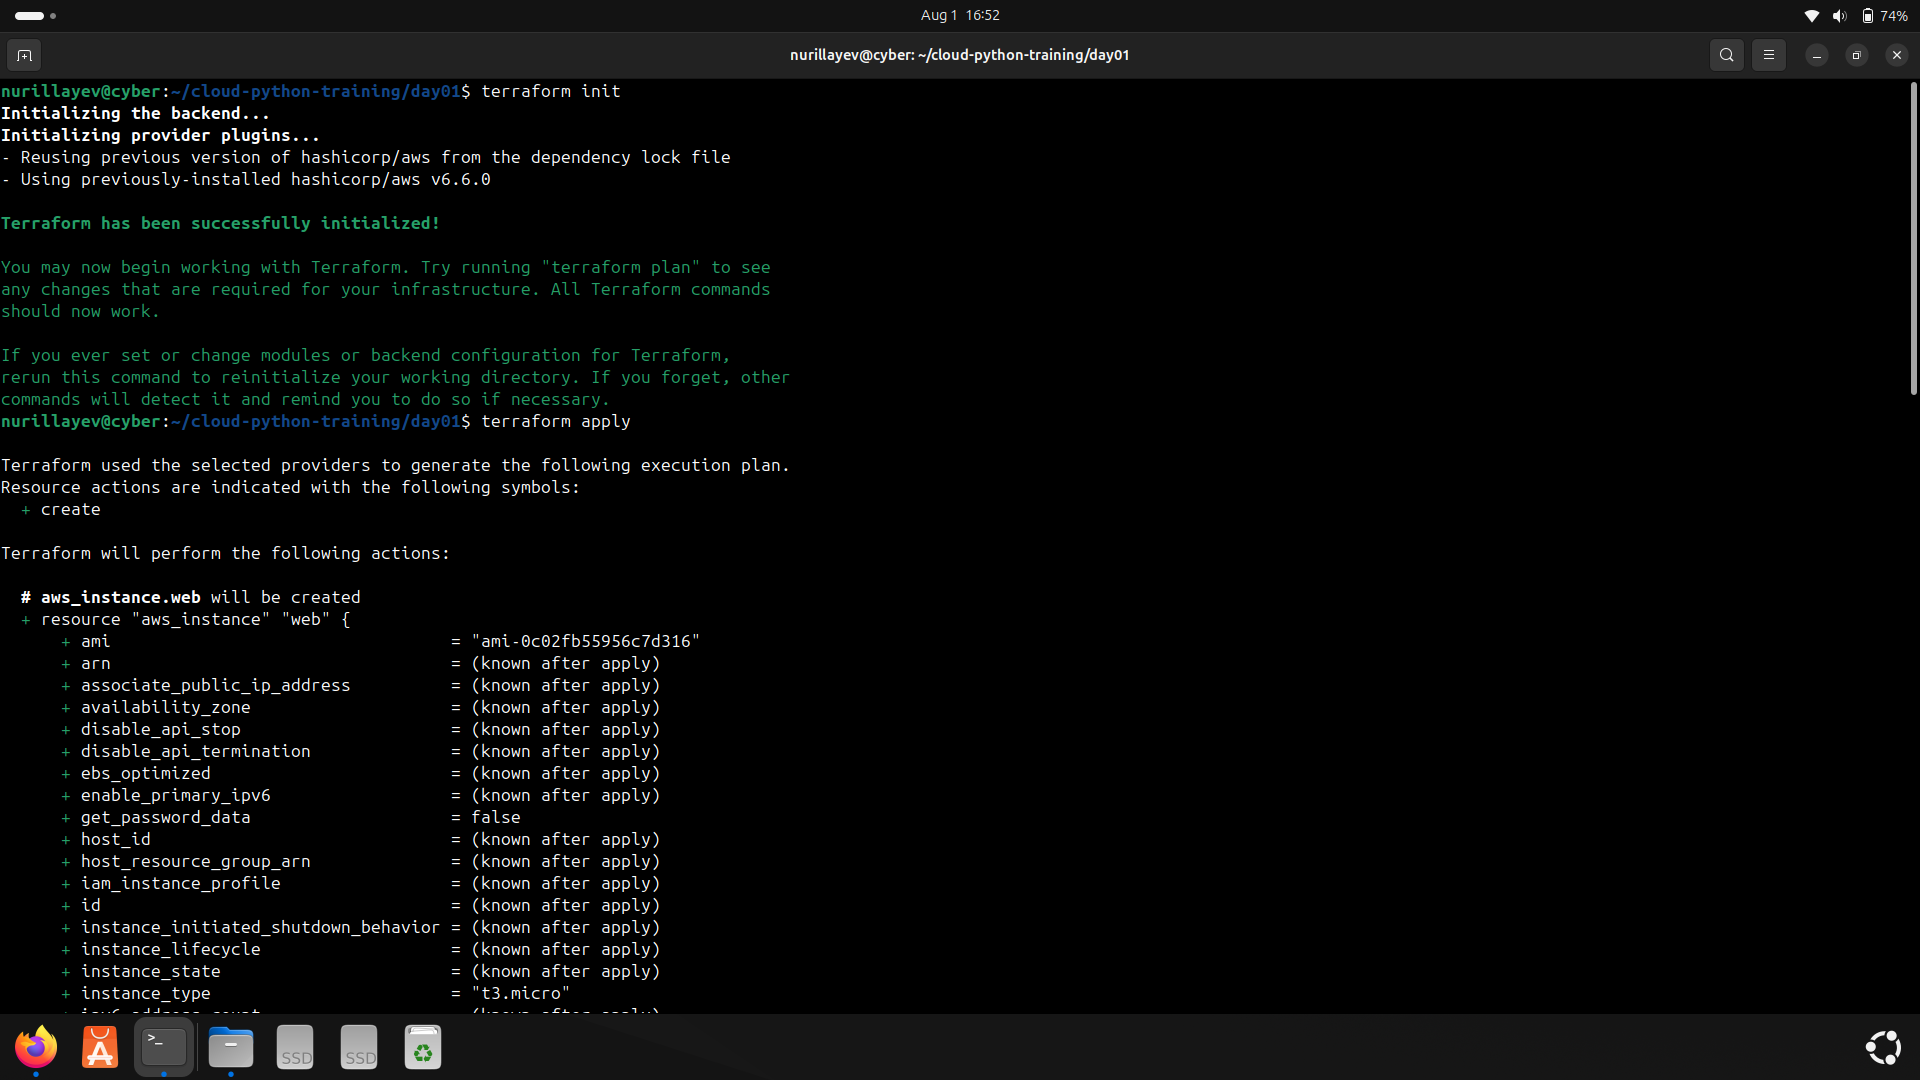 Aug 1 16:52
74%
nurillayev@cyber: ~/cloud-python-training/day01
nurillayev@cyber:~/cloud-python-training/day01$ terraform init
Initializing the backend...
Initializing provider plugins...
- Reusing previous version of hashicorp/aws from the dependency lock file
- Using previously-installed hashicorp/aws v6.6.0
Terraform has been successfully initialized!
You may now begin working with Terraform. Try running "terraform plan" to see
any changes that are required for your infrastructure. All Terraform commands
should now work.
If you ever set or change modules or backend configuration for Terraform,
rerun this command to reinitialize your working directory. If you forget, other
commands will detect it and remind you to do so if necessary.
nurillayev@cyber:~/cloud-python-training/day01$ terraform apply
Terraform used the selected providers to generate the following execution plan.
Resource actions are indicated with the following symbols:
+ create
Terraform will perform the following actions:
# aws_instance.web will be created
+ resource "aws_instance" "web" {
+ ami = "ami-0c02fb55956c7d316"
+ arn = (known after apply)
+ associate_public_ip_address = (known after apply)
+ availability_zone = (known after apply)
+ disable_api_stop = (known after apply)
+ disable_api_termination = (known after apply)
+ ebs_optimized = (known after apply)
+ enable_primary_ipv6 = (known after apply)
+ get_password_data = false
+ host_id = (known after apply)
+ host_resource_group_arn = (known after apply)
+ iam_instance_profile = (known after apply)
+ id = (known after apply)
+ instance_initiated_shutdown_behavior = (known after apply)
+ instance_lifecycle = (known after apply)
+ instance_state = (known after apply)
+ instance_type = "t3.micro"
SSD
SSD